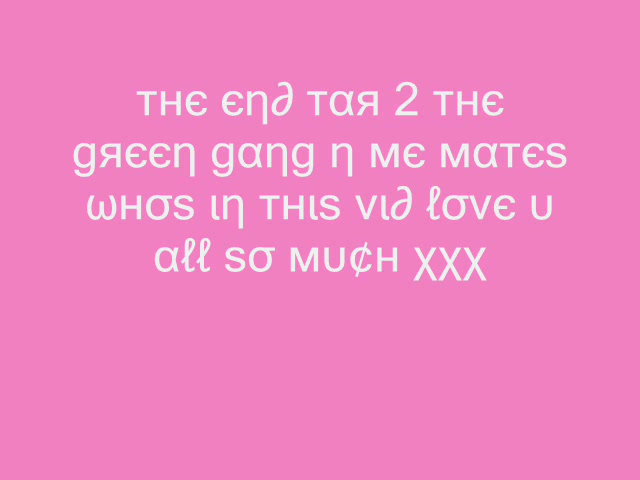 тнє єη∂ тαя 2 тнє
gяєєη gαηg η мє мαтєѕ
ωнσѕ ιη тнιѕ νι∂ ℓσνє υ
αℓℓ ѕσ мυ¢н χχχ